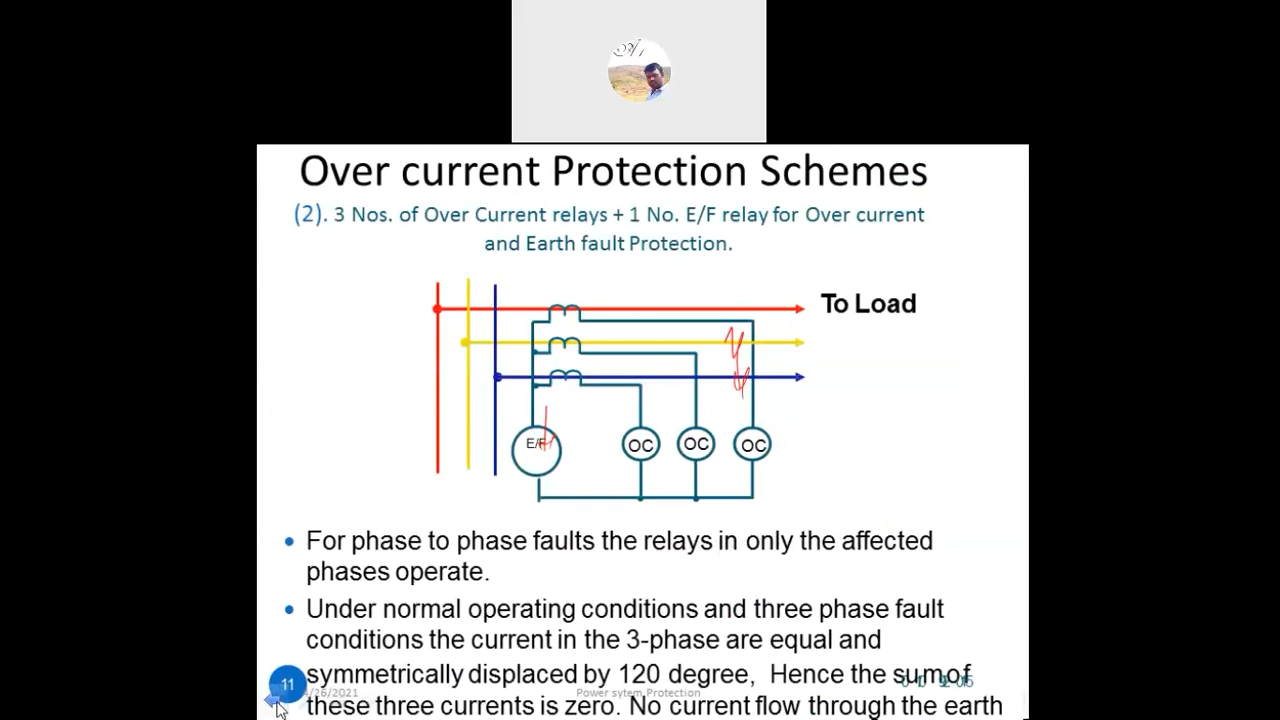 Over current Protection Schemes
(2). 3 Nos. of Over Current relays + 1 No. E/F relay for Over current
and Earth fault Protection.
To Load
E/F
OC OC OC
• For phase to phase faults the relays in only the affected
phases operate.
• Under normal operating conditions and three phase fault
conditions the current in the 3-phase are equal and
symmetrically displaced by 120 degree, Hence the sumof
11 /26/2021 Power sytem Protection
these three currents is zero. No current flow through the earth